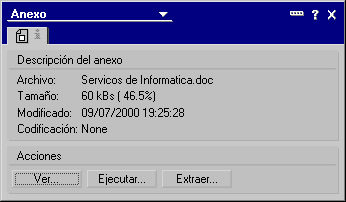 Anexo
Descripción del anexo
Archivo: Servicos de Informatica.doc
Tamaño: 60 kBs ( 46.5%)
Modificado: 09/07/2000 19:25:28
Codificación: None
Acciones
Ver... Ejecutar... Extraer...